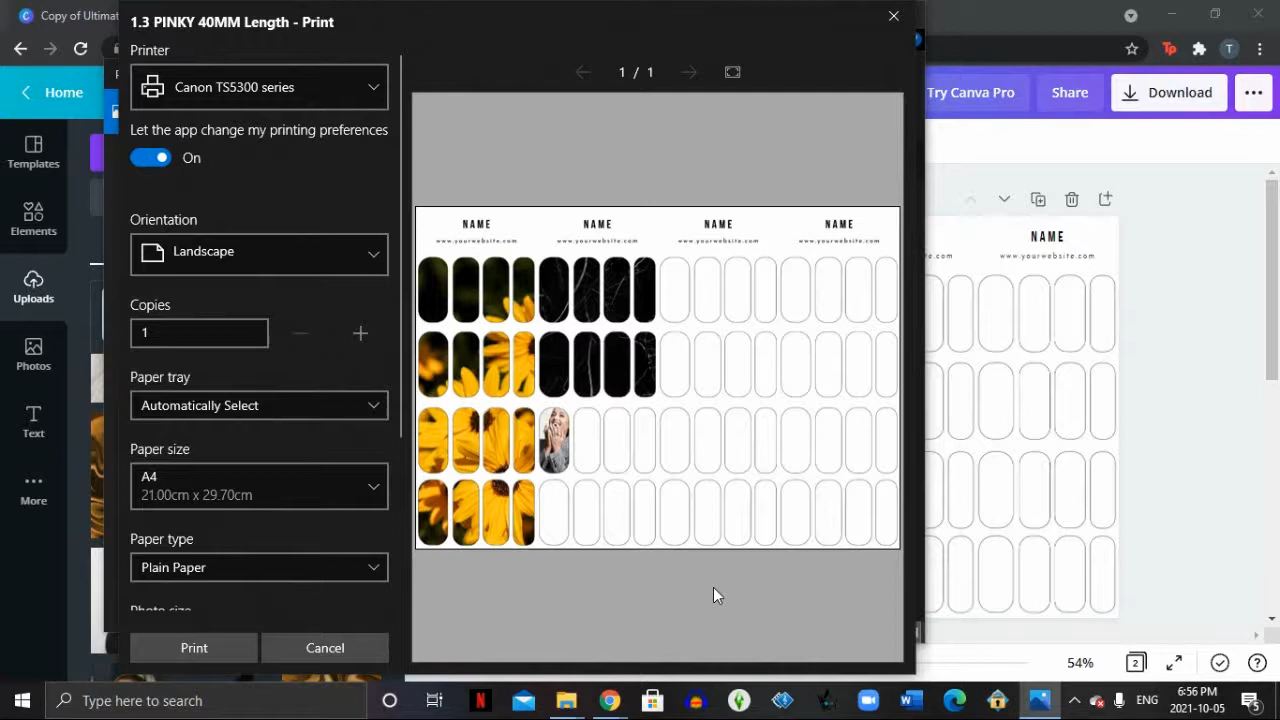 Copy of Ultimat
1.3 PINKY 40MM Length - Print
Printer
Canon TS5300 series
Let the app change my printing preferences
On
Orientation
Landscape
Copies
1
Paper tray
Automatically Select
Paper size
A4
21.00cm x 29.70cm
Paper type
Plain Paper
Photo size
Print
Cancel
1 / 1
NAME NAME NAME NAME
www.yourwebsite.com www.yourwebsite.com www.yourwebsite.com www.yourwebsite.com
Home
Templates
Elements
Uploads
Photos
Text
More
T
Try Canva Pro
Share
Download
NAME
www.yourwebsite.com
54%
2
Type here to search
ENG
6:56 PM
2021-10-05
5